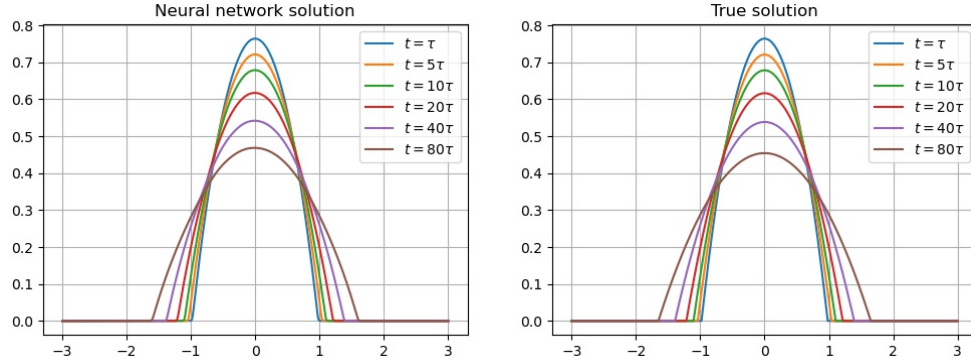 Neural network solution
0.8
0.7
0.6
0.5
0.4
0.3
0.2
0.1
0.0
−3 −2 −1 0 1 2 3
t = τ
t = 5τ
t = 10τ
t = 20τ
t = 40τ
t = 80τ
True solution
0.8
0.7
0.6
0.5
0.4
0.3
0.2
0.1
0.0
−3 −2 −1 0 1 2 3
t = τ
t = 5τ
t = 10τ
t = 20τ
t = 40τ
t = 80τ